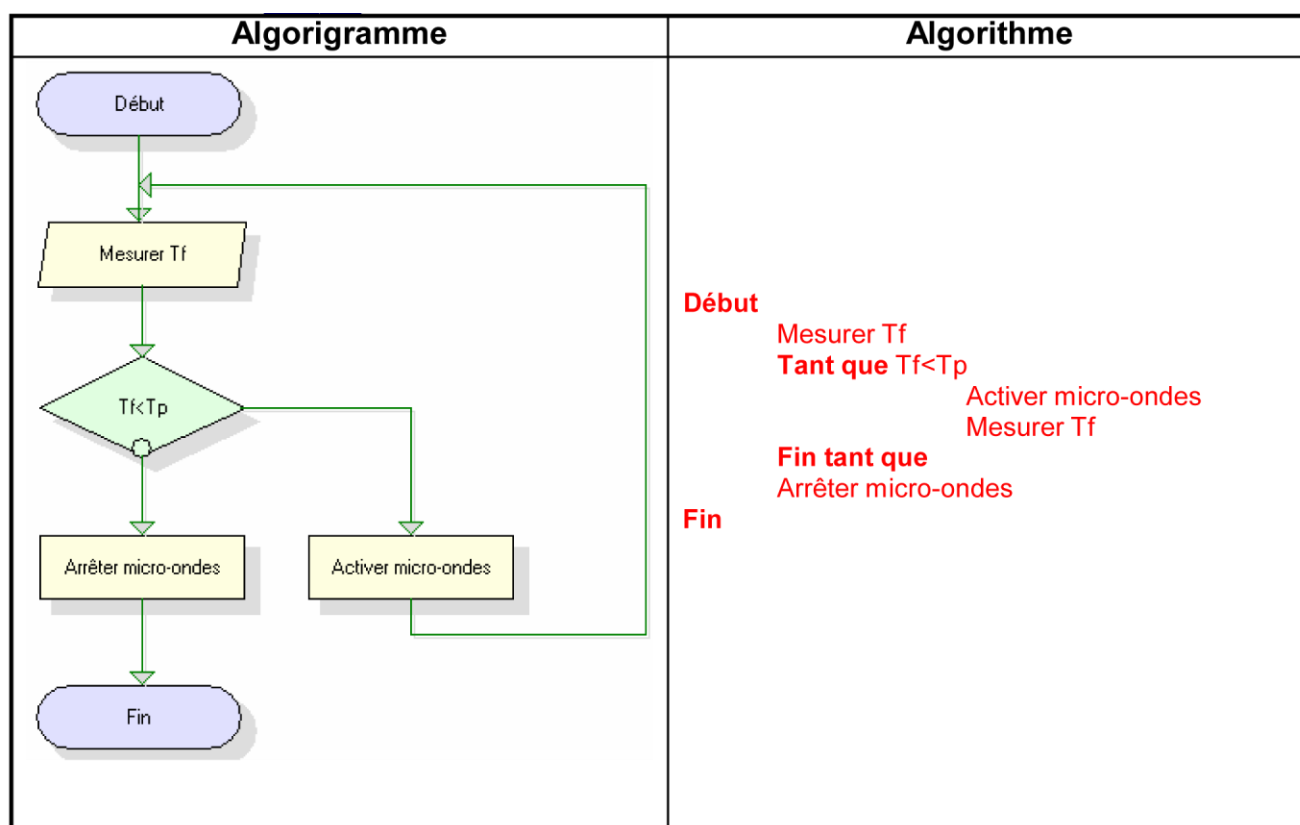 Algorigramme
Algorithme
Début
Mesurer Tf
Tf<Tp
Arrêter micro-ondes
Activer micro-ondes
Fin
Début
Mesurer Tf
Tant que Tf<Tp
Activer micro-ondes
Mesurer Tf
Fin tant que
Arrêter micro-ondes
Fin